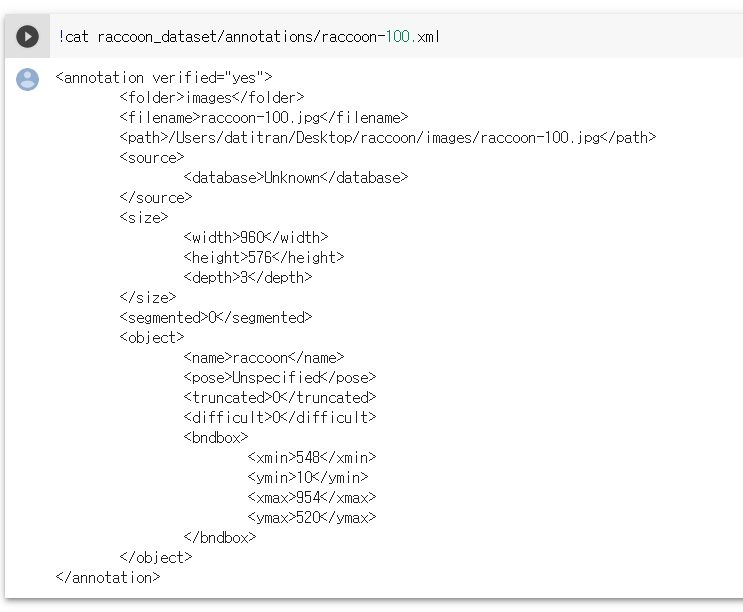 !cat raccoon_dataset/annotations/raccoon-100.xml
<annotation verified="yes">
<folder>images</folder>
<filename>raccoon-100.jpg</filename>
<path>/Users/datitran/Desktop/raccoon/images/raccoon-100.jpg</path>
<source>
<database>Unknown</database>
</source>
<size>
<width>960</width>
<height>576</height>
<depth>3</depth>
</size>
<segmented>0</segmented>
<object>
<name>raccoon</name>
<pose>Unspecified</pose>
<truncated>0</truncated>
<difficult>0</difficult>
<bndbox>
<xmin>548</xmin>
<ymin>10</ymin>
<xmax>954</xmax>
<ymax>520</ymax>
</bndbox>
</object>
</annotation>